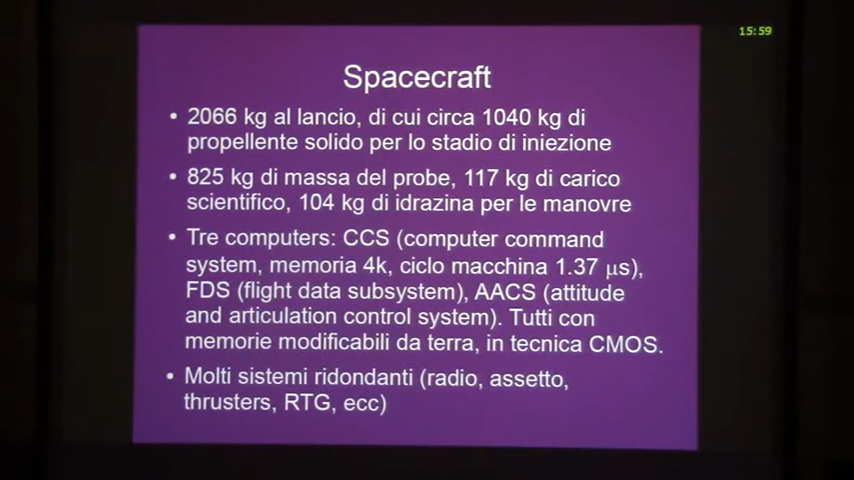 15:59
Spacecraft
• 2066 kg al lancio, di cui circa 1040 kg di
propellente solido per lo stadio di iniezione
• 825 kg di massa del probe, 117 kg di carico
scientifico, 104 kg di idrazina per le manovre
• Tre computers: CCS (computer command
system, memoria 4k, ciclo macchina 1.37 μs),
FDS (flight data subsystem), AACS (attitude
and articulation control system). Tutti con
memorie modificabili da terra, in tecnica CMOS.
• Molti sistemi ridondanti (radio, assetto,
thrusters, RTG, ecc)